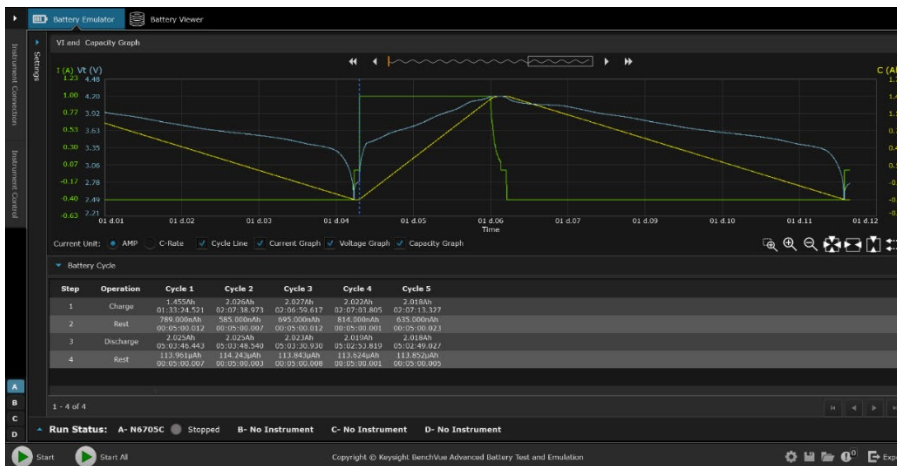 Battery Emulator
Battery Viewer
Instrument Connection
Instrument Control
Settings
VI and Capacity Graph
I (A) Vt (V)
C (A
1.23 4.48
1.00 4.20
0.77 3.92
0.53 3.63
0.30 3.35
0.07 3.06
-0.17 2.78
-0.40 2.49
-0.63 2.21
01 d.01 01 d.02 01 d.03 01 d.04 01 d.05 01 d.06 01 d.07 01 d.09 01 d.10 01 d.11 01 d.12
Time
Current Unit: AMP C-Rate Cycle Line Current Graph Voltage Graph Capacity Graph
Battery Cycle
Step Operation Cycle 1 Cycle 2 Cycle 3 Cycle 4 Cycle 5
1 Charge 1.455Ah 2.026Ah 2.027Ah 2.022Ah 2.018Ah
01:33:24.521 02:07:38.973 02:06:59.617 02:07:03.805 02:07:13.327
2 Rest 789.000nAh 585.000nAh 695.000nAh 814.000nAh 635.000nAh
00:05:00.012 00:05:00.007 00:05:00.012 00:05:00.001 00:05:00.021
3 Discharge 2.025Ah 2.025Ah 2.023Ah 2.019Ah 2.018Ah
05:03:46.443 05:03:48.540 05:03:30.930 05:02:53.819 05:02:49.027
4 Rest 113.961µAh 114.243µAh 113.843µAh 113.624µAh 113.852µAh
00:05:00.007 00:05:00.003 00:05:00.008 00:05:00.001 00:05:00.005
1 - 4 of 4
A
B
C
D
Run Status: A- N6705C Stopped B- No Instrument C- No Instrument D- No Instrument
Start
Start All
Copyright © Keysight BenchVue Advanced Battery Test and Emulation
0
Exp